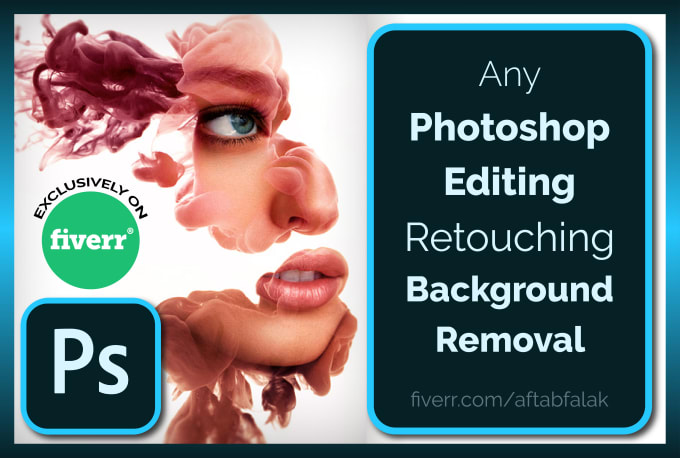 EXCLUSIVELY ON
fiverr®
Ps
Any
Photoshop
Editing
Retouching
Background
Removal
fiverr.com/aftabfalak